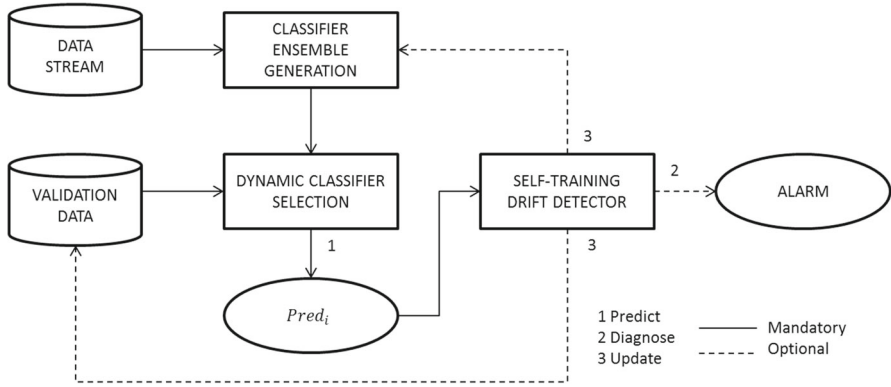 DATA
STREAM
CLASSIFIER
ENSEMBLE
GENERATION
3
VALIDATION
DATA
DYNAMIC CLASSIFIER
SELECTION
SELF-TRAINING
DRIFT DETECTOR
2
ALARM
1
3
Pred_i
1 Predict
2 Diagnose
3 Update
Mandatory
Optional